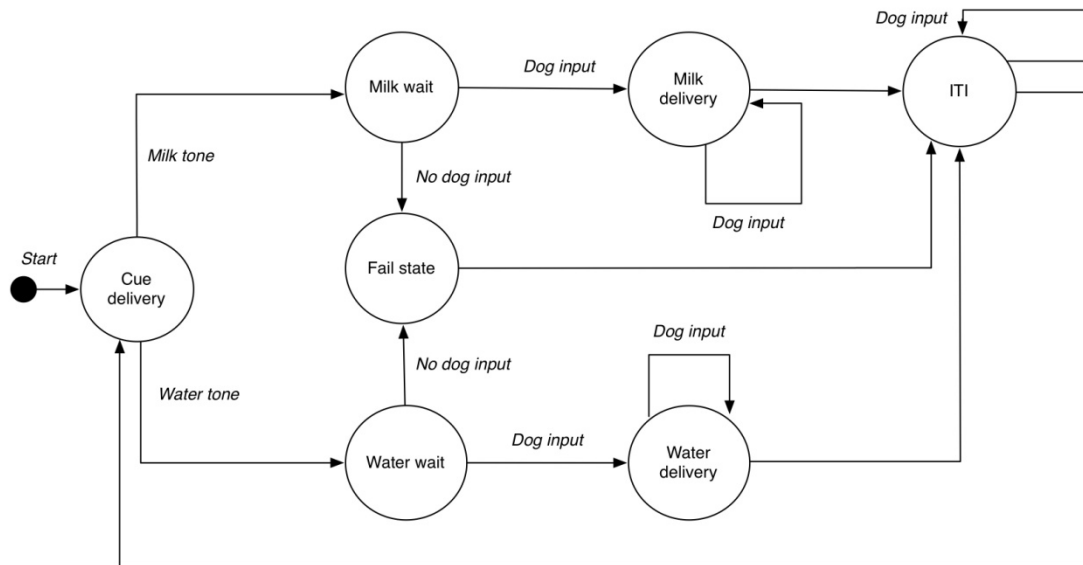 Dog input
Milk wait
Dog input
Milk
delivery
ITI
Milk tone
No dog input
Dog input
Start
Cue
delivery
Fail state
Dog input
No dog input
Water tone
Water wait
Dog input
Water
delivery